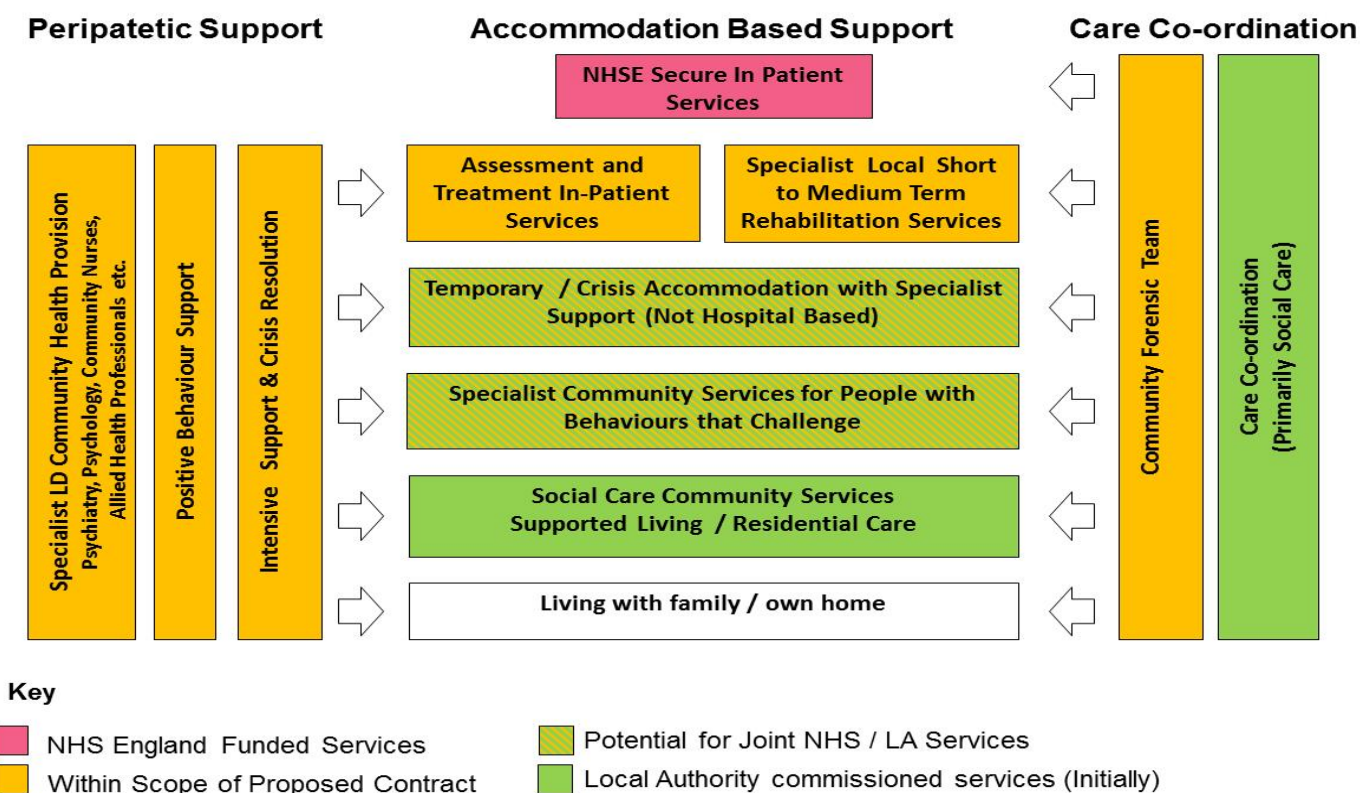 Peripatetic Support
Accommodation Based Support
Care Co-ordination
NHSE Secure In Patient
Services
Specialist LD Community Health Provision
Psychiatry, Psychology, Community Nurses,
Allied Health Professionals etc.
Positive Behaviour Support
Intensive Support & Crisis Resolution
Assessment and
Treatment In-Patient
Services
Specialist Local Short
to Medium Term
Rehabilitation Services
Temporary / Crisis Accommodation with Specialist
Support (Not Hospital Based)
Specialist Community Services for People with
Behaviours that Challenge
Social Care Community Services
Supported Living / Residential Care
Living with family / own home
Community Forensic Team
Care Co-ordination
(Primarily Social Care)
Key
NHS England Funded Services
Within Scope of Proposed Contract
Potential for Joint NHS / LA Services
Local Authority commissioned services (Initially)